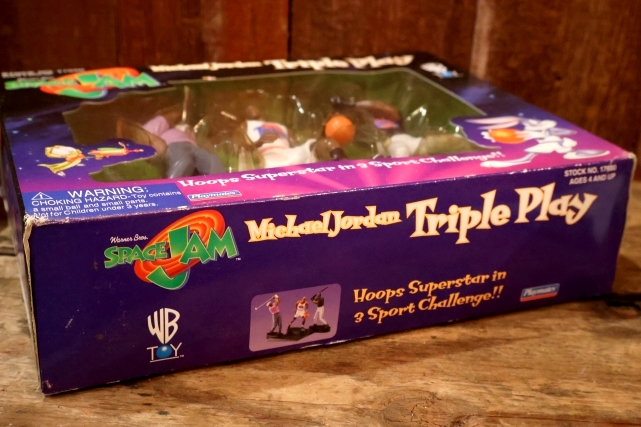 SPACE JAM
Michael Jordan Triple Play
Hoops Superstar in 3 Sport Challenge!!
Playmates
WARNING:
CHOKING HAZARD-Toy contains
a small ball and small parts.
Not for Children under 3 years.
STOCK NO.
AGES 4 AND UP
Warner Bros.
SPACE JAM
Michael Jordan Triple Play
WB
TOY
Hoops Superstar in
3 Sport Challenge!!
Playmates